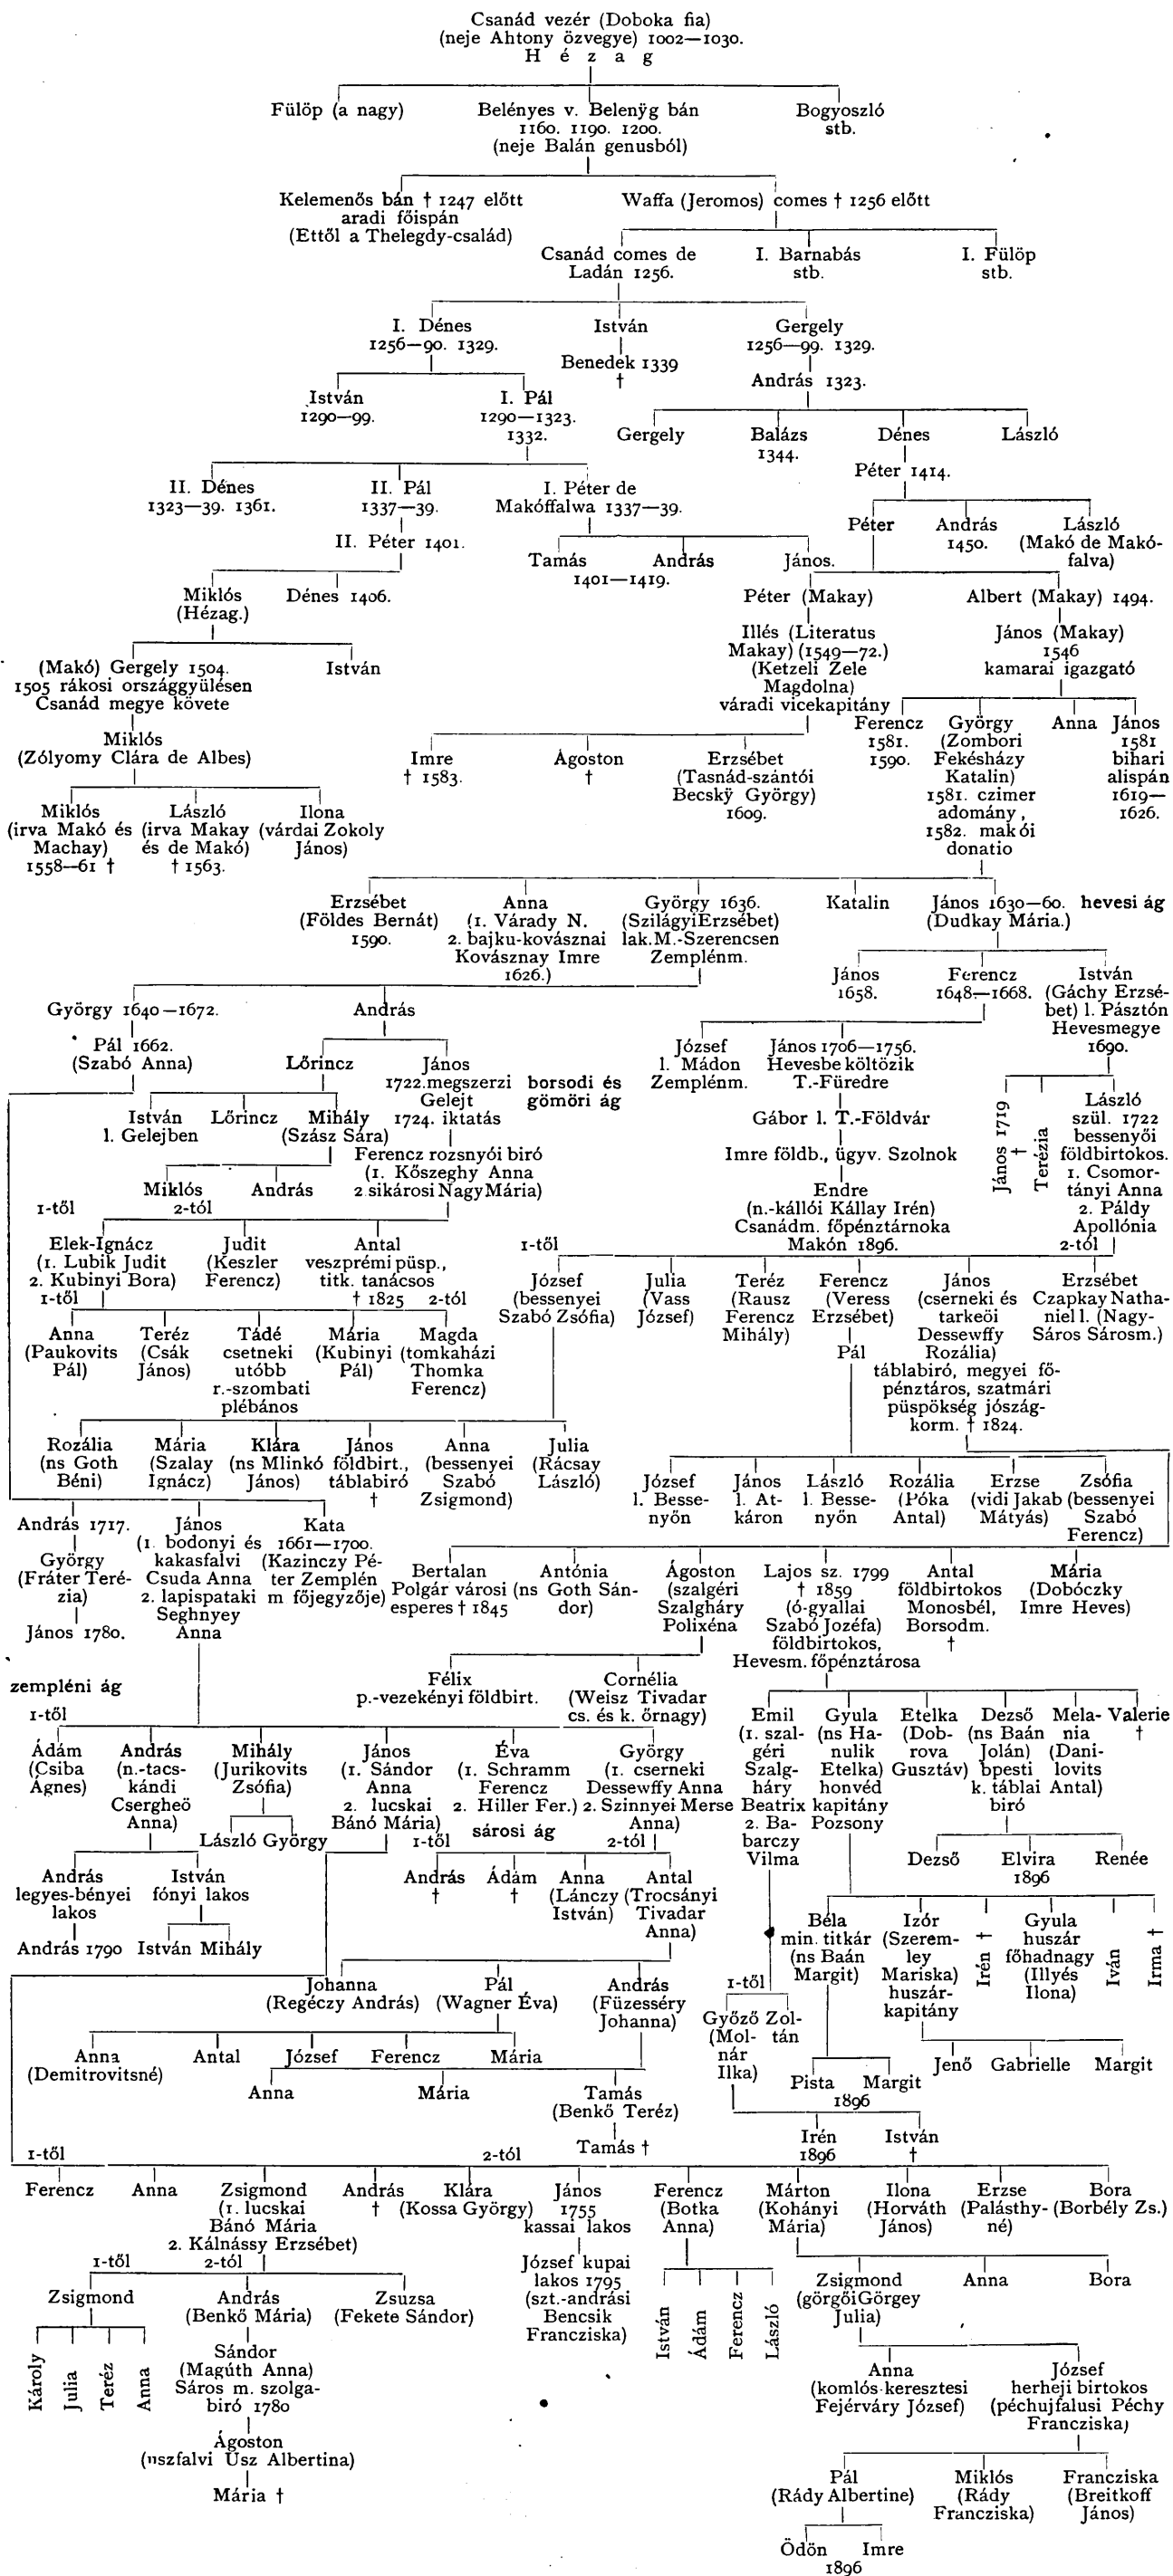 Csanád vezér (Doboka fia)
(neje Ahtony özvegye) 1002—1030.
H é z a g
Fülöp (a nagy)
Belényes v. Belenÿg bán
1160. 1190. 1200.
(neje Balán genusból)
Bogyoszló
stb.
Kelemenős bán † 1247 előtt
aradi főispán
(Ettől a Thelegdy-család)
Waffa (Jeromos) comes † 1256 előtt
Csanád comes de
Ladán 1256.
I. Barnabás
stb.
I. Fülöp
stb.
I. Dénes
1256—90. 1329.
István
Benedek 1339
†
Gergely
1256—99. 1329.
András 1323.
István
1290—99.
I. Pál
1290—1323.
1332.
Gergely
Balázs
1344.
Dénes
László
Péter 1414.
II. Dénes
1323—39. 1361.
II. Pál
1337—39.
I. Péter de
Makóffalwa 1337—39.
Péter
András
1450.
László
(Makó de Makó-
falva)
II. Péter 1401.
Tamás
András
1401—1419.
János.
Miklós
(Hézag.)
Dénes 1406.
Péter (Makay)
Albert (Makay) 1494.
Illés (Literatus
Makay) (1549—72.)
(Ketzeli Zele
Magdolna)
váradi vicekapitány
János (Makay)
1546
kamarai igazgató
(Makó) Gergely 1504.
1505 rákosi országgyülésen
Csanád megye követe
István
Miklós
(Zólyomy Clára de Albes)
Imre
† 1583.
Ágoston
†
Erzsébet
(Tasnád-szántói
Becskÿ György)
1609.
Ferencz
1581.
1590.
György
(Zombori
Fekésházy
Katalin)
1581. czimer
adomány,
1582. makói
donatio
Anna
János
1581
bihari
alispán
1619—
1626.
Miklós
(irva Makó és
Machay)
1558—61 †
László
(irva Makay
és de Makó)
† 1563.
Ilona
(várdai Zokoly
János)
Erzsébet
(Földes Bernát)
1590.
Anna
(1. Várady N.
2. bajku-kovásznai
Kovásznay Imre
1626.)
György 1636.
(Szilágyi Erzsébet)
lak. M.-Szerencsen
Zemplénm.
Katalin
János 1630—60.
(Dudkay Mária.)
hevesi ág
György 1640—1672.
András
János
1658.
Ferencz
1648—1668.
István
(Gáchy Erzsé-
bet) l. Pásztón
Hevesmegye
1690.
Pál 1662.
(Szabó Anna)
Lőrincz
János
1722. megszerzi
Gelejt
1724. iktatás
borsodi és
gömöri ág
József
l. Mádon
Zemplénm.
János 1706—1756.
Hevesbe költözik
T.-Füredre
Gábor l. T.-Földvár
Imre földb., ügyv. Szolnok
Endre
(n.-kállói Kállay Irén)
Csanádm. főpénztárnoka
Makón 1896.
János 1719
†
Terézia
László
szül. 1722
bessenyői
földbirtokos.
1. Csomor-
tányi Anna
2. Páldy
Apollónia
István
l. Gelejben
Lőrincz
Mihály
(Szász Sára)
Ferencz rozsnyói biró
(1. Kőszeghy Anna
2 sikárosi Nagy Mária)
Miklós
András
1-től
2-tól
Elek-Ignácz
(1. Lubik Judit
2. Kubinyi Bora)
Judit
(Keszler
Ferencz)
Antal
veszprémi püsp.,
titk. tanácsos
† 1825
1-től
2-tól
József
(bessenyei
Szabó Zsófia)
Julia
(Vass
József)
Teréz
(Rausz
Ferencz
Mihály)
Ferencz
(Veress
Erzsébet)
Pál
János
(cserneki és
tarkeöi
Dessewffy
Rozália)
táblabiró, megyei fő-
pénztáros, szatmári
püspökség jószág-
korm. † 1824.
Erzsébet
Czapkay Natha-
niel l. (Nagy-
Sáros Sárosm.)
1-től
2-tól
Anna
(Paukovits
Pál)
Teréz
(Csák
János)
Tádé
csetneki
utóbb
r.-szombati
plébános
Mária
(Kubinyi
Pál)
Magda
(tomkaházi
Thomka
Ferencz)
Rozália
(ns Goth
Béni)
Mária
(Szalay
Ignácz)
Klára
(ns Mlinkó
János)
János
földbirt.,
táblabiró
†
Anna
(bessenyei
Szabó
Zsigmond)
Julia
(Rácsay
László)
József
l. Besse-
nyőn
János
l. At-
káron
László
l. Besse-
nyőn
Rozália
(Póka
Antal)
Erzse
(vidi Jakab
Mátyás)
Zsófia
(bessenyei
Szabó
Ferencz)
András 1717.
György
(Fráter Teré-
zia)
János 1780.
János
(1. bodonyi és
kakasfalvi
Csuda Anna
2. lapispataki
Seghnyey
Anna
Kata
1661—1700.
(Kazinczy Pé-
ter Zemplén
m főjegyzője)
Bertalan
Polgár városi
esperes † 1845
Antónia
(ns Goth Sán-
dor)
Ágoston
(szalgéri
Szalgháry
Polixéna
Lajos sz. 1799
† 1859
(ó-gyallai
Szabó Jozéfa)
földbirtokos,
Hevesm. főpénztárosa
Antal
földbirtokos
Monosbél,
Borsodm.
†
Mária
(Dobóczky
Imre Heves)
zempléni ág
Félix
p.-vezekényi földbirt.
Cornélia
(Weisz Tivadar
cs. és k. őrnagy)
1-től
Ádám
(Csiba
Ágnes)
András
(n.-tacs-
kándi
Csergheö
Anna)
Mihály
(Jurikovits
Zsófia)
László György
János
(1. Sándor
Anna
2. lucskai
Bánó Mária)
Éva
(1. Schramm
Ferencz
2. Hiller Fer.)
György
(1. cserneki
Dessewffy Anna
2. Szinnyei Merse
Anna)
Emil
(1. szal-
géri
Szalg-
háry
Beatrix
2. Ba-
barczy
Vilma
Gyula
(ns Ha-
nulik
Etelka)
honvéd
kapitány
Pozsony
Etelka
(Dob-
rova
Gusztáv)
Dezső
(ns Baán
Jolán)
bpesti
k. táblai
biró
Mela-
nia
(Dani-
lovits
Antal)
Valerie
†
sárosi ág
1-től
2-tól
András
legyes-bényei
lakos
András 1790
István
fónyi lakos
István Mihály
András
†
Ádám
†
Anna
(Lánczy
István)
Antal
(Trocsányi
Tivadar
Anna)
Dezső
Elvira
1896
Renée
Béla
min. titkár
(ns Baán
Margit)
Izór
(Szerem-
ley
Mariska)
huszár-
kapitány
Irén †
Gyula
huszár
főhadnagy
(Illyés
Ilona)
Iván
Irma †
Johanna
(Regéczy András)
Pál
(Wagner Éva)
András
(Füzesséry
Johanna)
1-től
Győző
(Mol-
nár
Ilka)
Zol-
tán
Anna
(Demitrovitsné)
Antal
József
Ferencz
Mária
Jenő
Gabrielle
Margit
Anna
Mária
Tamás
(Benkő Teréz)
Tamás †
Pista
Margit
1896
Irén
1896
István
†
1-től
2-tól
Ferencz
Anna
Zsigmond
(1. lucskai
Bánó Mária
2. Kálnássy Erzsébet)
András
†
Klára
(Kossa György)
János
1755
kassai lakos
József kupai
lakos 1795
(szt.-andrási
Bencsik
Francziska)
Ferencz
(Botka
Anna)
Márton
(Kohányi
Mária)
Ilona
(Horváth
János)
Erzse
(Palásthy-
né)
Bora
(Borbély Zs.)
1-től
2-tól
Zsigmond
András
(Benkő Mária)
Zsuzsa
(Fekete Sándor)
István
Ádám
Ferencz
László
Zsigmond
(görgői Görgey
Julia)
Anna
Bora
Károly
Julia
Teréz
Anna
Sándor
(Magúth Anna)
Sáros m. szolga-
biró 1780
Ágoston
(uszfalvi Usz Albertina)
Mária †
Anna
(komlós-keresztesi
Fejérváry József)
József
herheji birtokos
(péchujfalusi Péchy
Francziska)
Pál
(Rády Albertine)
Miklós
(Rády
Francziska)
Francziska
(Breitkoff
János)
Ödön
Imre
1896